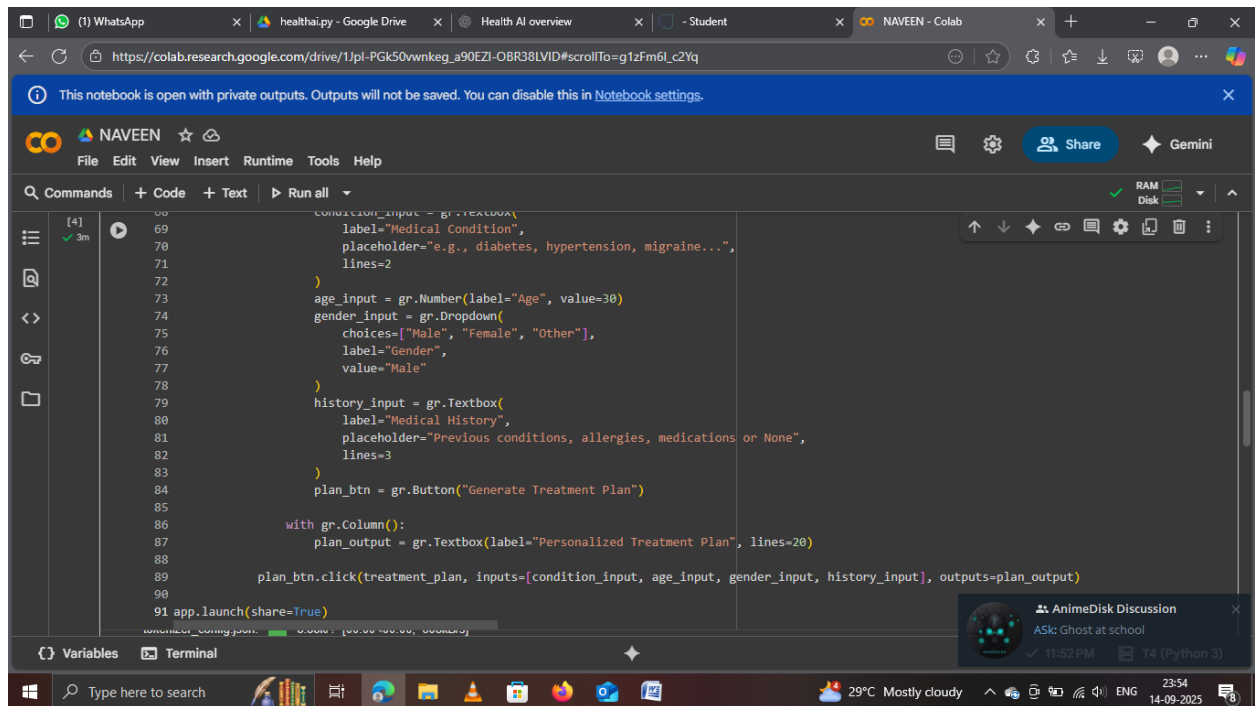 (1) WhatsApp
healthai.py - Google Drive
Health AI overview
- Student
NAVEEN - Colab
https://colab.research.google.com/drive/1JpI-PGk50vwnkeg_a90EZI-OBR38LVID#scrollTo=g1zFm6l_c2Yq
This notebook is open with private outputs. Outputs will not be saved. You can disable this in Notebook settings.
CO NAVEEN
Share
Gemini
File Edit View Insert Runtime Tools Help
Commands + Code + Text Run all
RAM
Disk
[4]
3m
68 condition_input = gr.Textbox(
69 label="Medical Condition",
70 placeholder="e.g., diabetes, hypertension, migraine...",
71 lines=2
72 )
73 age_input = gr.Number(label="Age", value=30)
74 gender_input = gr.Dropdown(
75 choices=["Male", "Female", "Other"],
76 label="Gender",
77 value="Male"
78 )
79 history_input = gr.Textbox(
80 label="Medical History",
81 placeholder="Previous conditions, allergies, medications or None",
82 lines=3
83 )
84 plan_btn = gr.Button("Generate Treatment Plan")
85
86 with gr.Column():
87 plan_output = gr.Textbox(label="Personalized Treatment Plan", lines=20)
88
89 plan_btn.click(treatment_plan, inputs=[condition_input, age_input, gender_input, history_input], outputs=plan_output)
90
91 app.launch(share=True)
tokenizer_config.json:
AnimeDisk Discussion
ASk: Ghost at school
{} Variables Terminal
11:52 PM T4 (Python 3)
Type here to search
29°C Mostly cloudy
ENG
23:54
14-09-2025
8